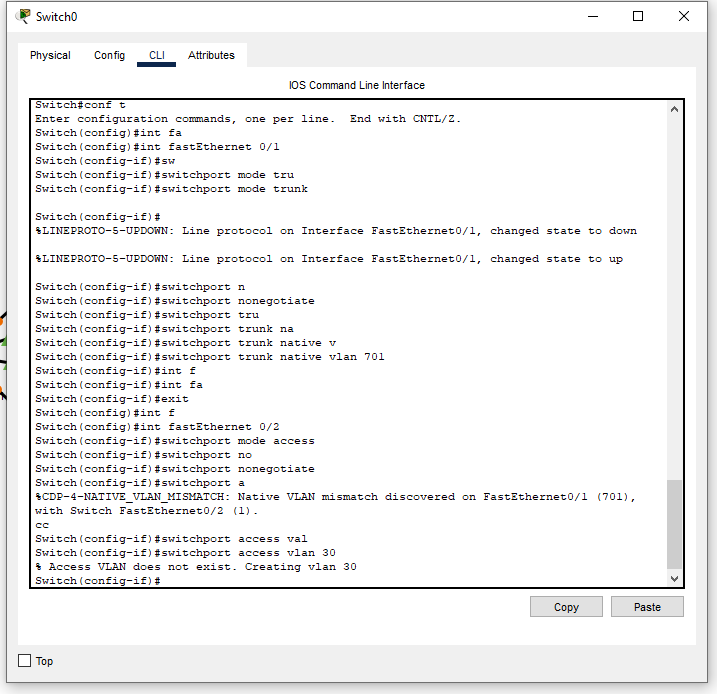 Switch0
Physical Config CLI Attributes
IOS Command Line Interface
Switch#conf t
Enter configuration commands, one per line.  End with CNTL/Z.
Switch(config)#int fa
Switch(config)#int fastEthernet 0/1
Switch(config-if)#sw
Switch(config-if)#switchport mode tru
Switch(config-if)#switchport mode trunk
Switch(config-if)#
%LINEPROTO-5-UPDOWN: Line protocol on Interface FastEthernet0/1, changed state to down
%LINEPROTO-5-UPDOWN: Line protocol on Interface FastEthernet0/1, changed state to up
Switch(config-if)#switchport n
Switch(config-if)#switchport nonegotiate
Switch(config-if)#switchport tru
Switch(config-if)#switchport trunk na
Switch(config-if)#switchport trunk native v
Switch(config-if)#switchport trunk native vlan 701
Switch(config-if)#int f
Switch(config-if)#int fa
Switch(config-if)#exit
Switch(config)#int f
Switch(config)#int fastEthernet 0/2
Switch(config-if)#switchport mode access
Switch(config-if)#switchport no
Switch(config-if)#switchport nonegotiate
Switch(config-if)#switchport a
%CDP-4-NATIVE_VLAN_MISMATCH: Native VLAN mismatch discovered on FastEthernet0/1 (701),
with Switch FastEthernet0/2 (1).
cc
Switch(config-if)#switchport access val
Switch(config-if)#switchport access vlan 30
% Access VLAN does not exist. Creating vlan 30
Switch(config-if)#
Copy Paste
Top